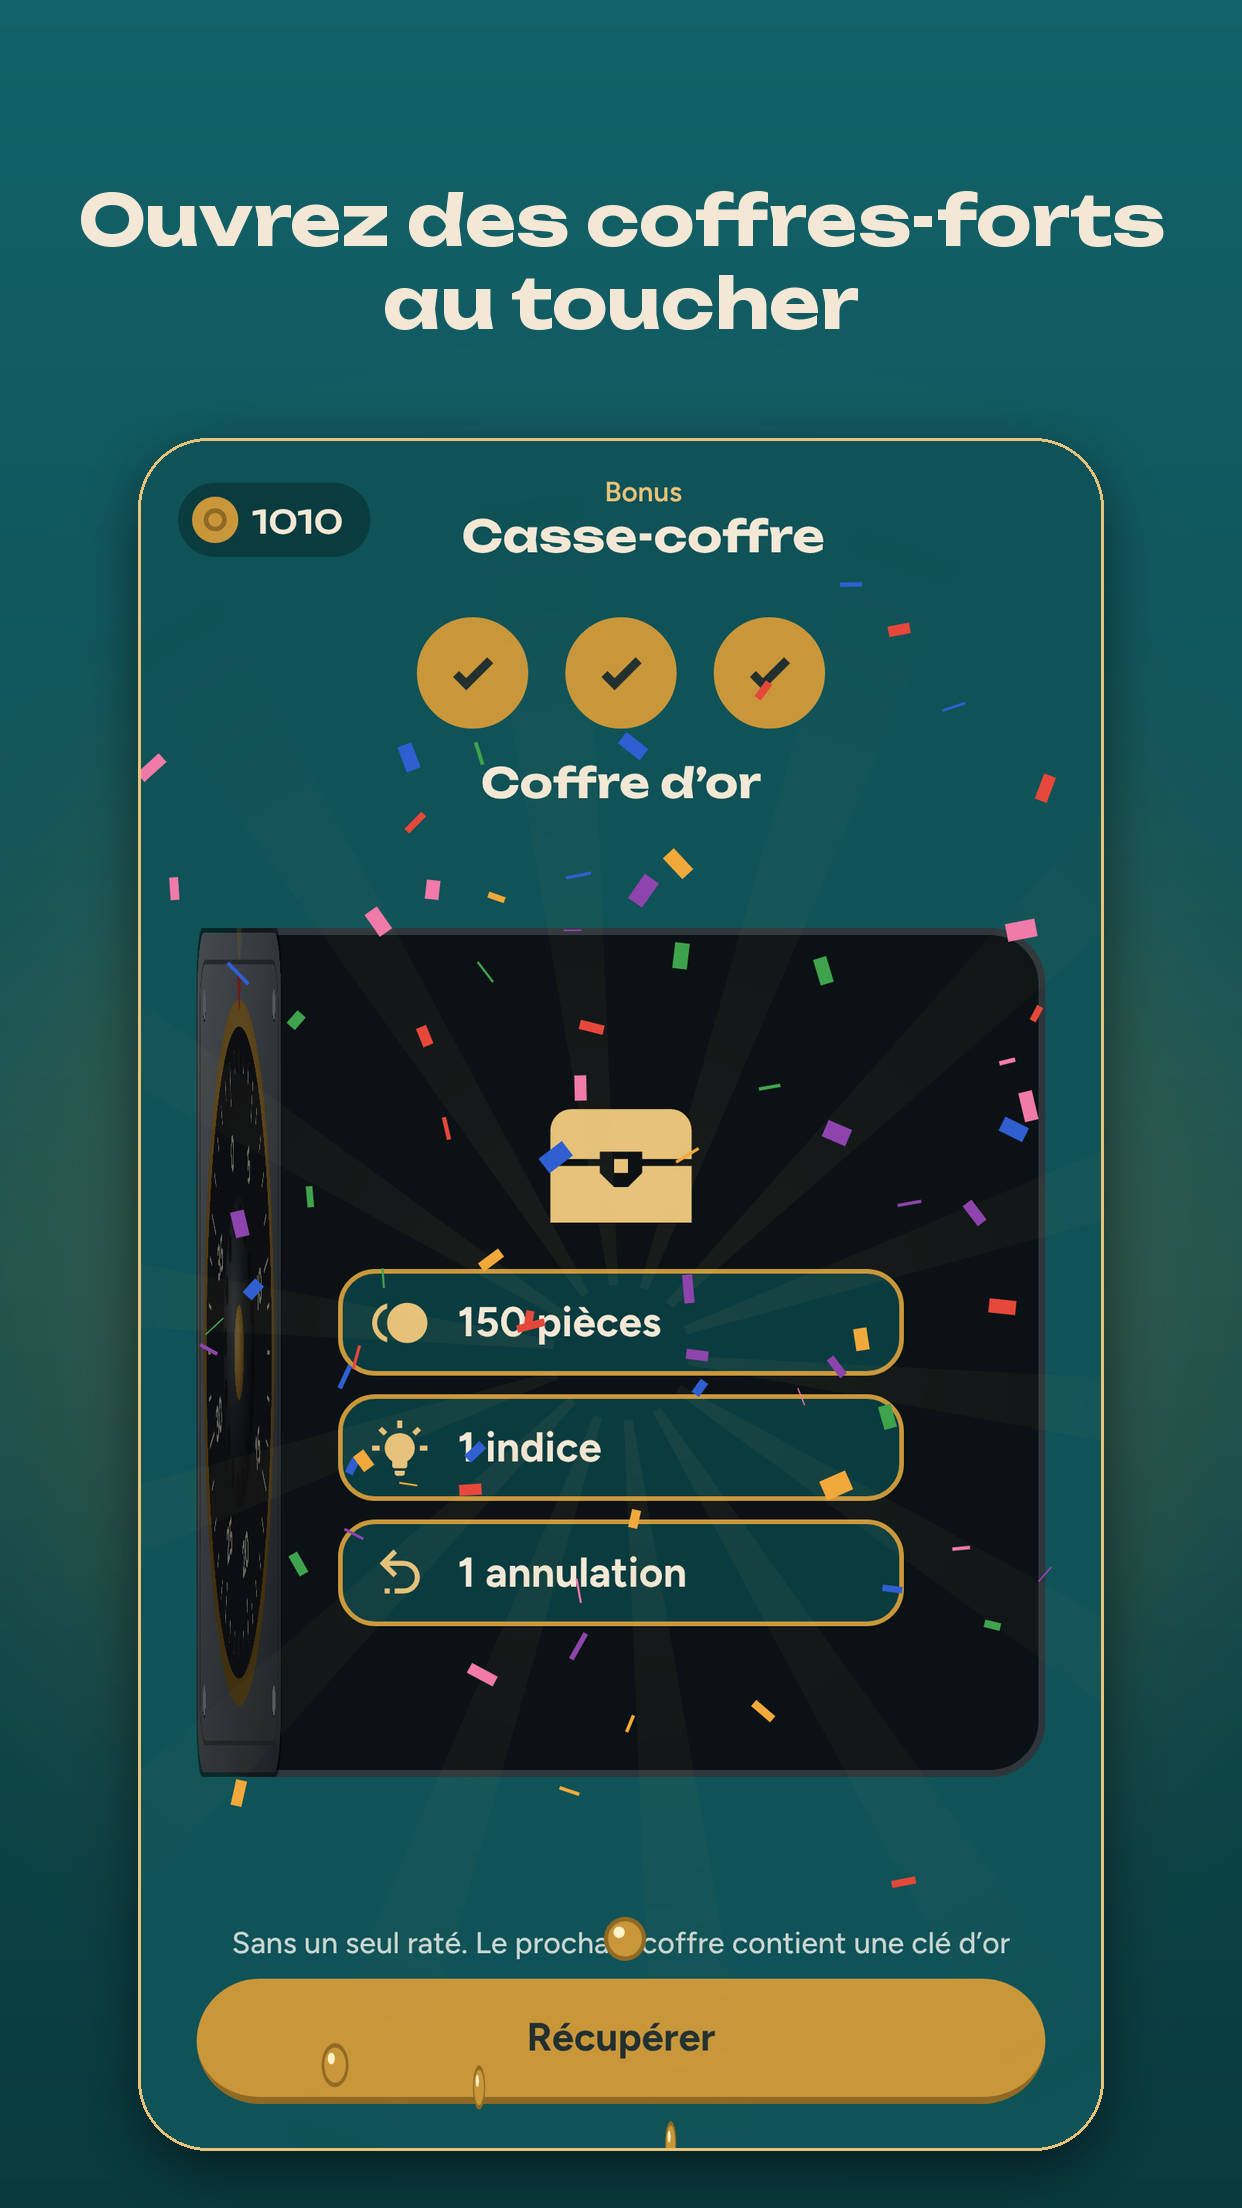 Ouvrez des coffres-forts
au toucher
1010
Bonus
Casse-coffre
Coffre d’or
150 pièces
1 indice
1 annulation
Sans un seul raté. Le coffre contient une clé d’or
Récupérer